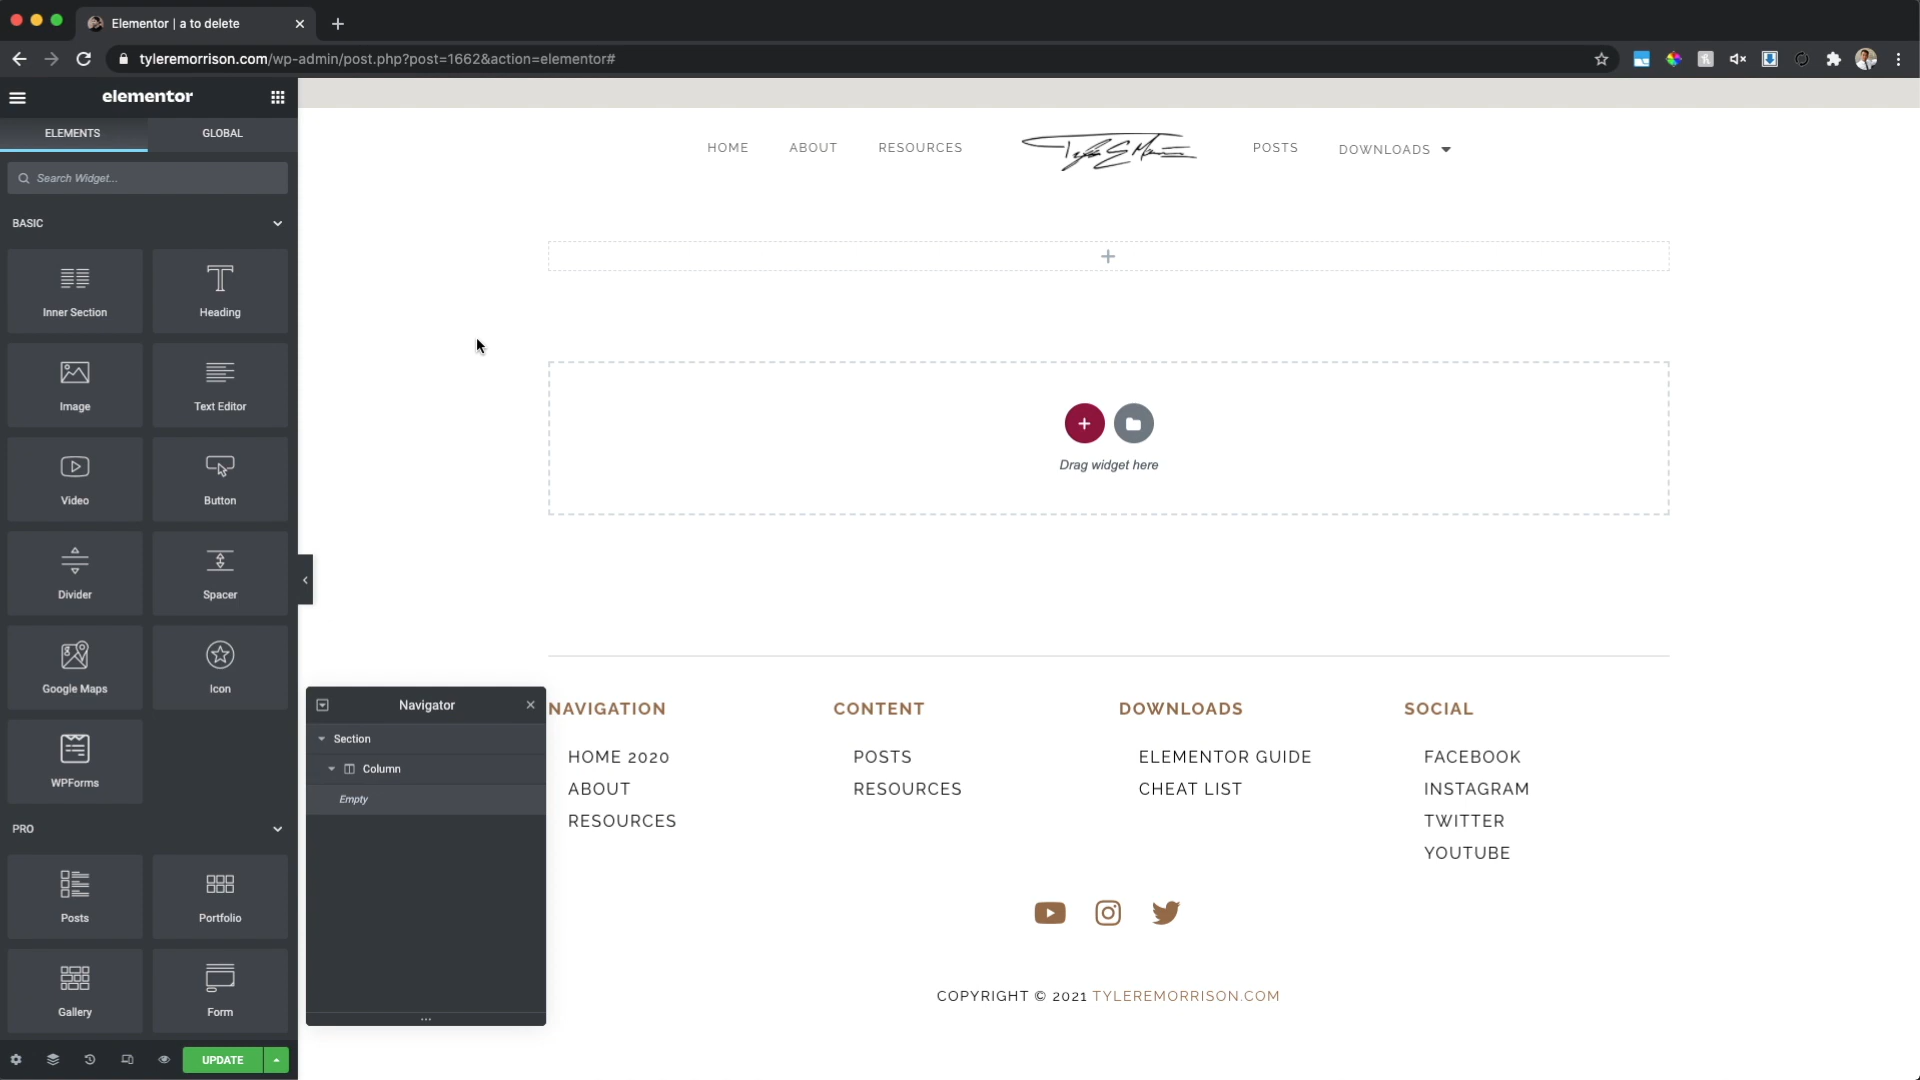 Elementor | a to delete
tyleremorrison.com/wp-admin/post.php?post=1662&action=elementor#
elementor
ELEMENTS
GLOBAL
Search Widget...
BASIC
Inner Section
Heading
Image
Text Editor
Video
Button
Divider
Spacer
Google Maps
Icon
WPForms
PRO
Posts
Portfolio
Gallery
Form
UPDATE
HOME
ABOUT
RESOURCES
POSTS
DOWNLOADS
Drag widget here
Navigator
Section
Column
Empty
NAVIGATION
HOME 2020
ABOUT
RESOURCES
CONTENT
POSTS
RESOURCES
DOWNLOADS
ELEMENTOR GUIDE
CHEAT LIST
SOCIAL
FACEBOOK
INSTAGRAM
TWITTER
YOUTUBE
COPYRIGHT © 2021 TYLEREMORRISON.COM